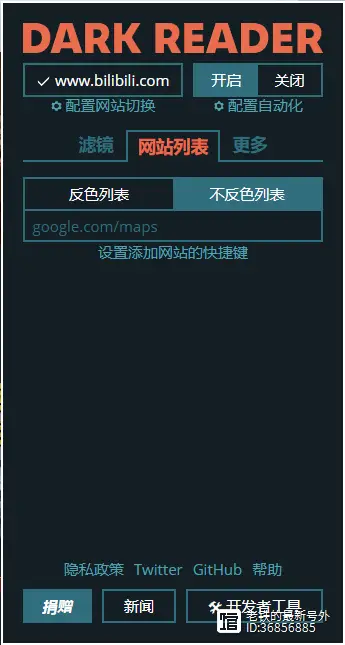 DARK READER
www.bilibili.com 开启 关闭
配置网站切换 配置自动化
滤镜 网站列表 更多
反色列表 不反色列表
google.com/maps
设置添加网站的快捷键
隐私政策 Twitter GitHub 帮助
捐赠 新闻 开发者工具
老铁的最新号外
ID:36856885